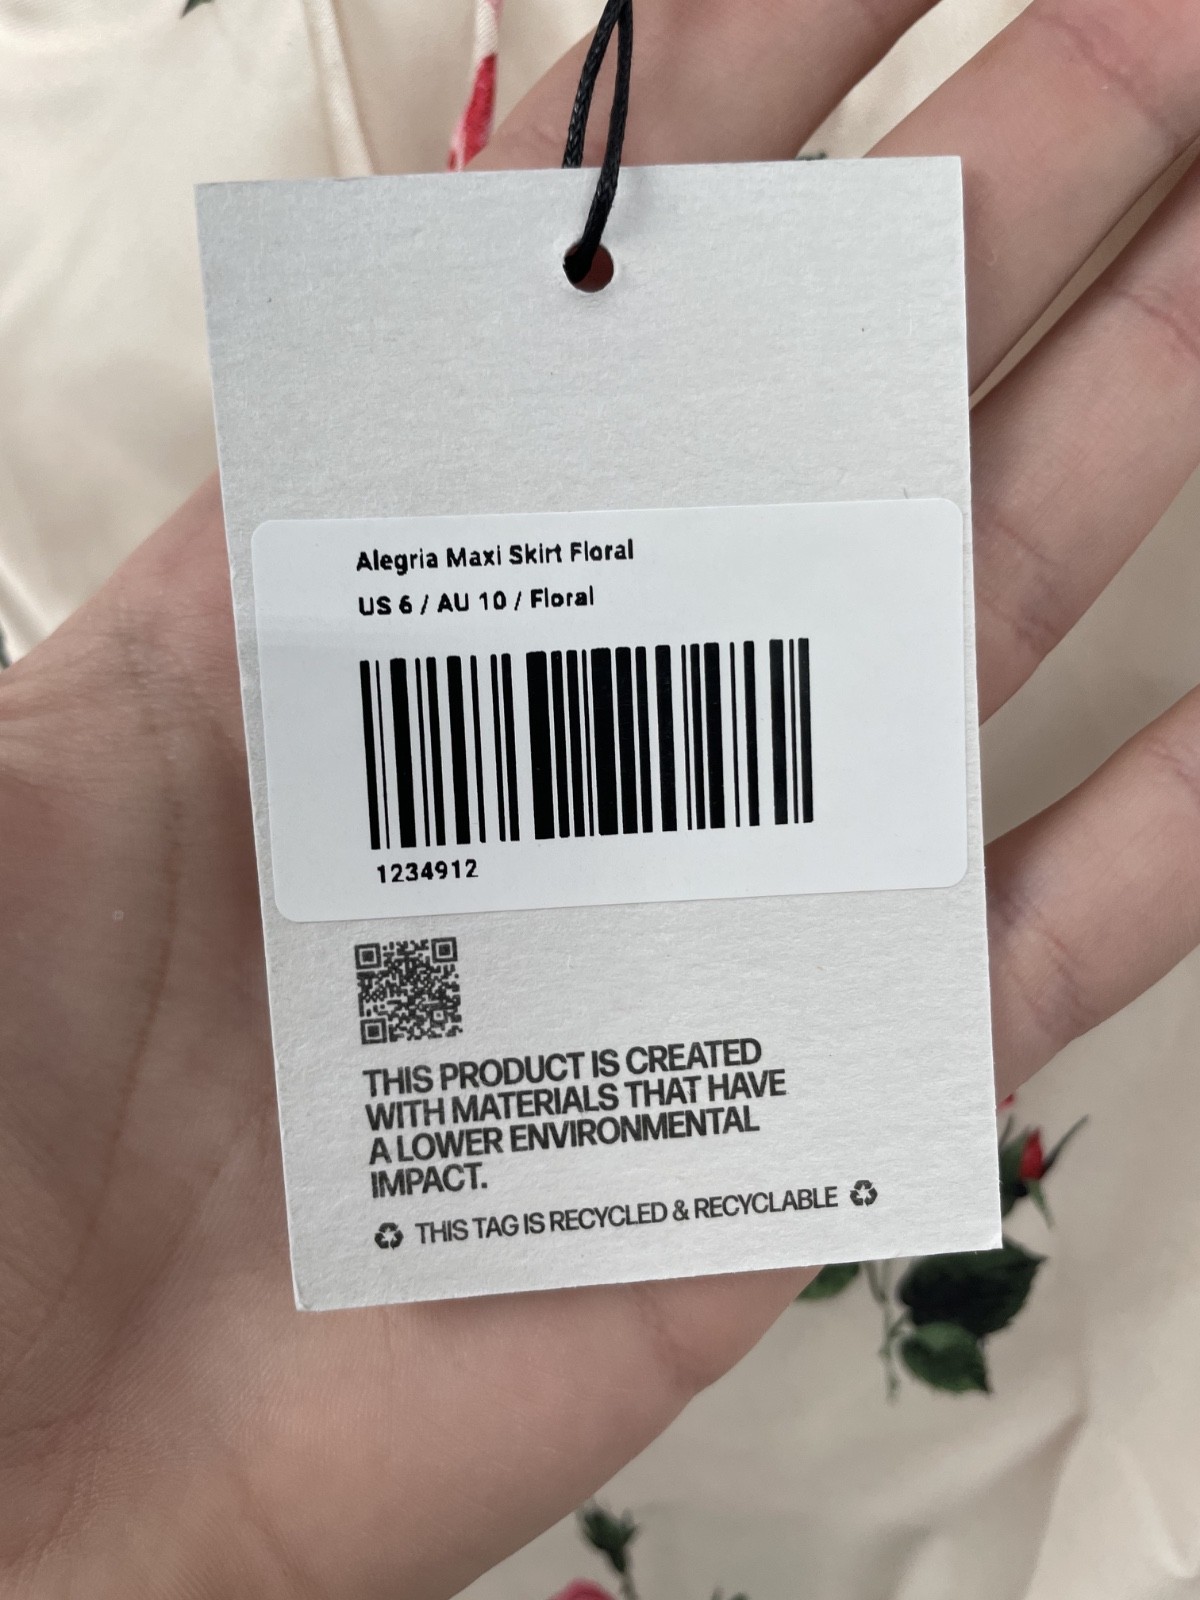 Alegria Maxi Skirt Floral
US 6 / AU 10 / Floral
1234912
THIS PRODUCT IS CREATED
WITH MATERIALS THAT HAVE
A LOWER ENVIRONMENTAL
IMPACT.
THIS TAG IS RECYCLED & RECYCLABLE